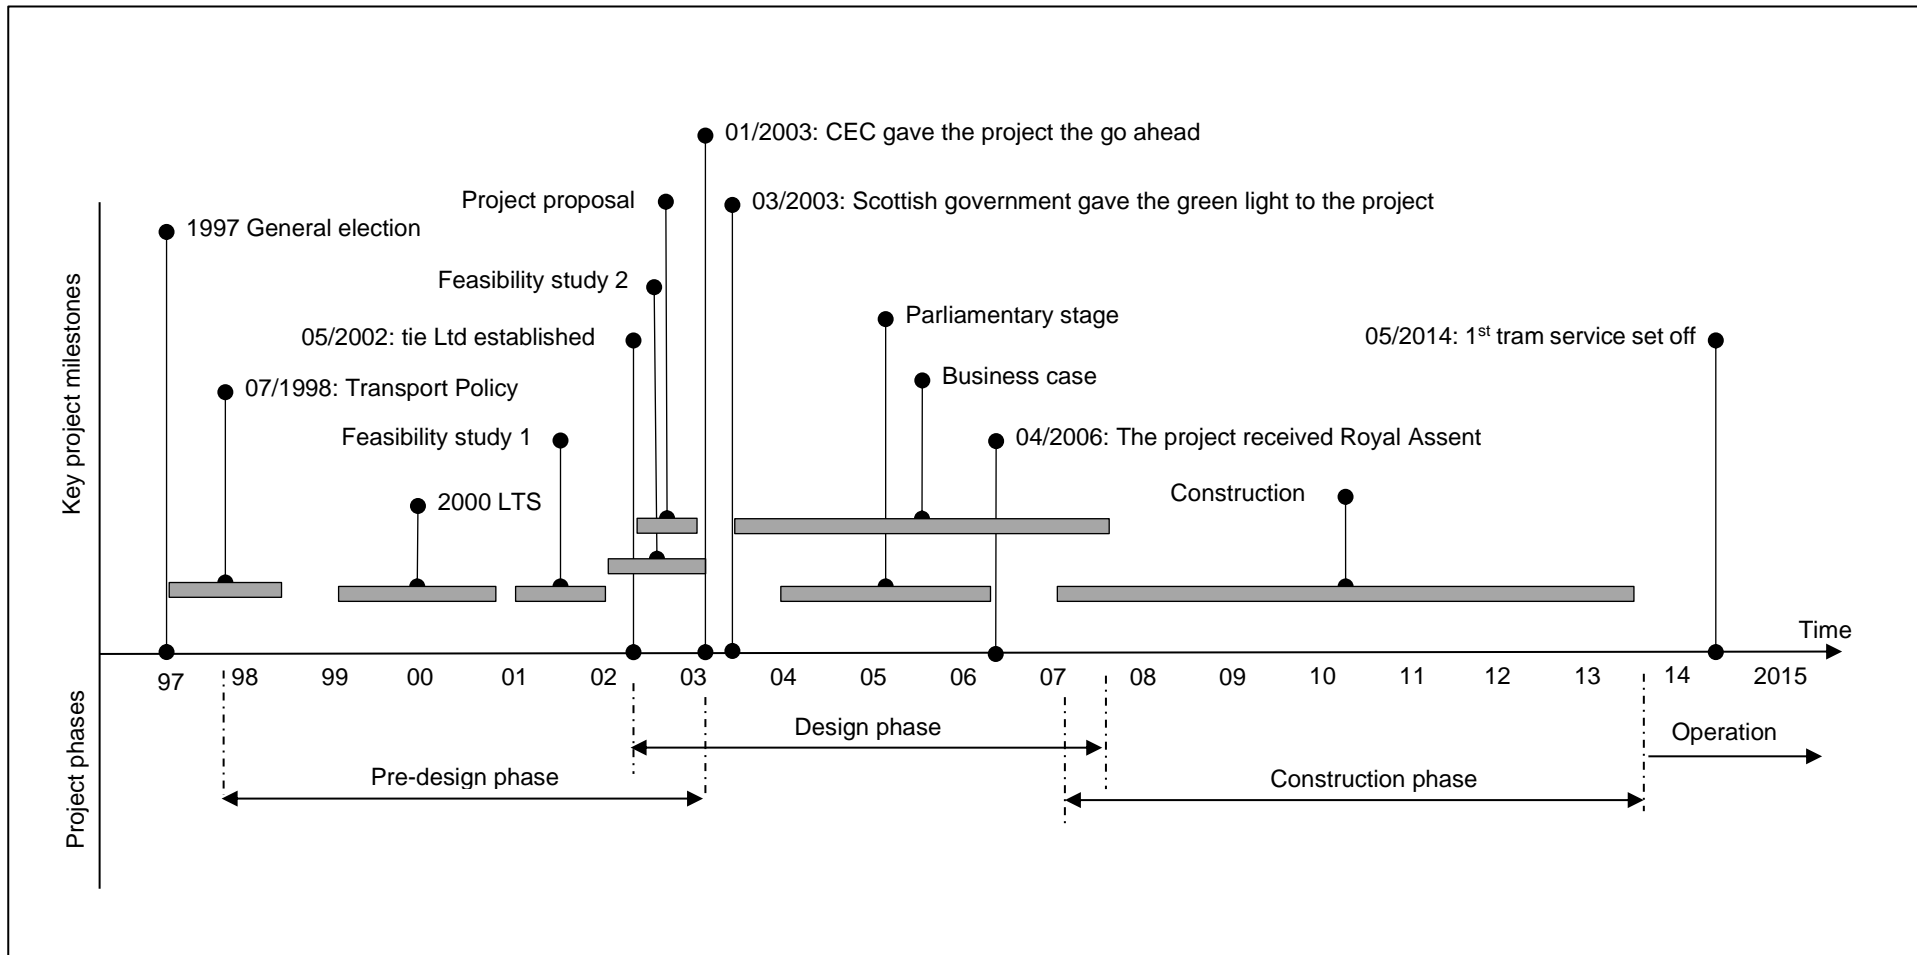 01/2003: CEC gave the project the go ahead
Project proposal
03/2003: Scottish government gave the green light to the project
1997 General election
Feasibility study 2
Parliamentary stage
05/2002: tie Ltd established
05/2014: 1st tram service set off
Business case
07/1998: Transport Policy
Feasibility study 1
04/2006: The project received Royal Assent
2000 LTS
Construction
Key project milestones
Time
97 98 99 00 01 02 03 04 05 06 07 08 09 10 11 12 13 14 2015
Design phase
Operation
Pre-design phase
Construction phase
Project phases